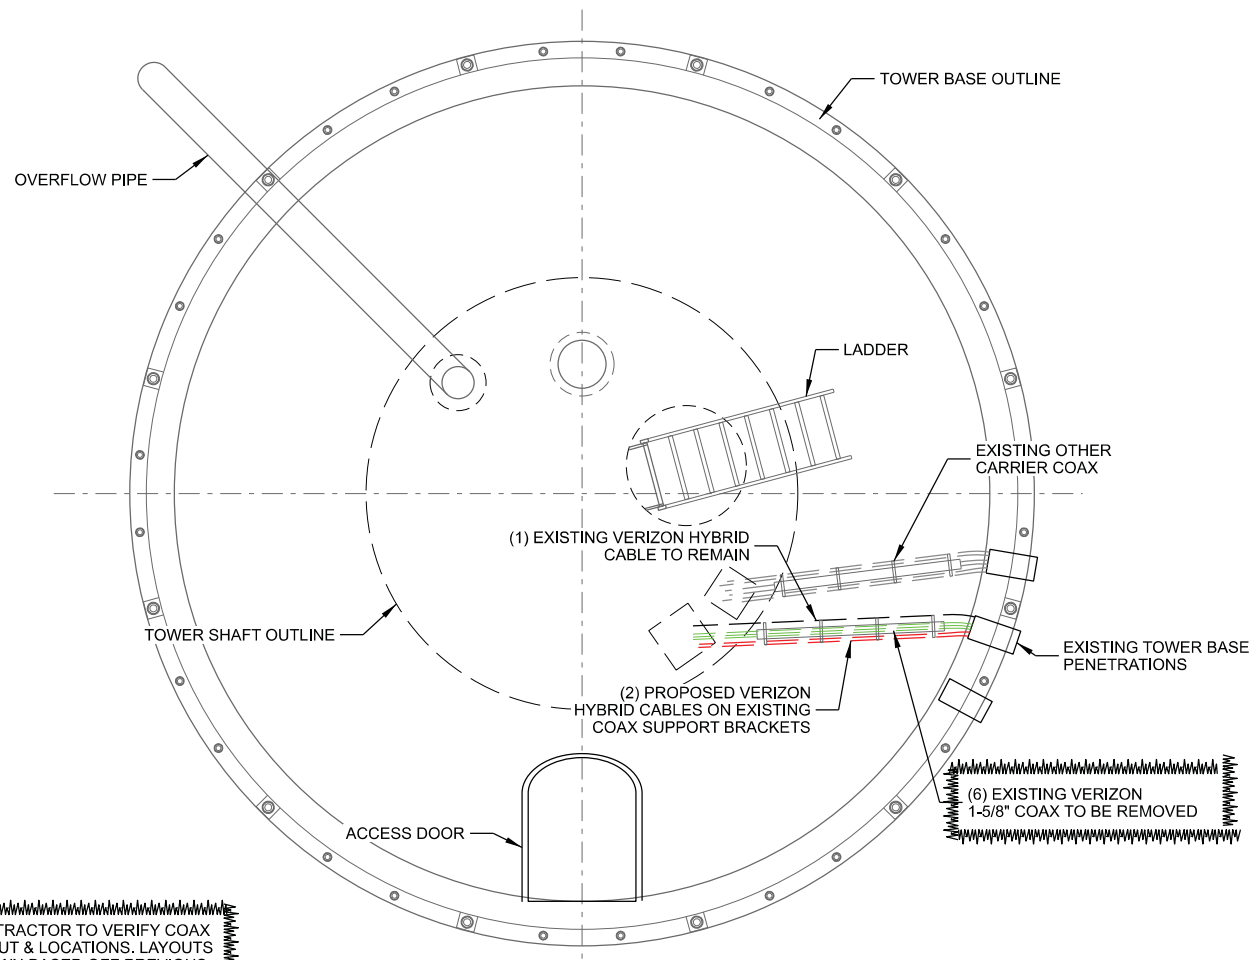 TOWER BASE OUTLINE
OVERFLOW PIPE
LADDER
EXISTING OTHER
CARRIER COAX
(1) EXISTING VERIZON HYBRID
CABLE TO REMAIN
TOWER SHAFT OUTLINE
EXISTING TOWER BASE
PENETRATIONS
(2) PROPOSED VERIZON
HYBRID CABLES ON EXISTING
COAX SUPPORT BRACKETS
(6) EXISTING VERIZON
1-5/8" COAX TO BE REMOVED
ACCESS DOOR
TO VERIFY COAX
& LOCATIONS. LAYOUTS